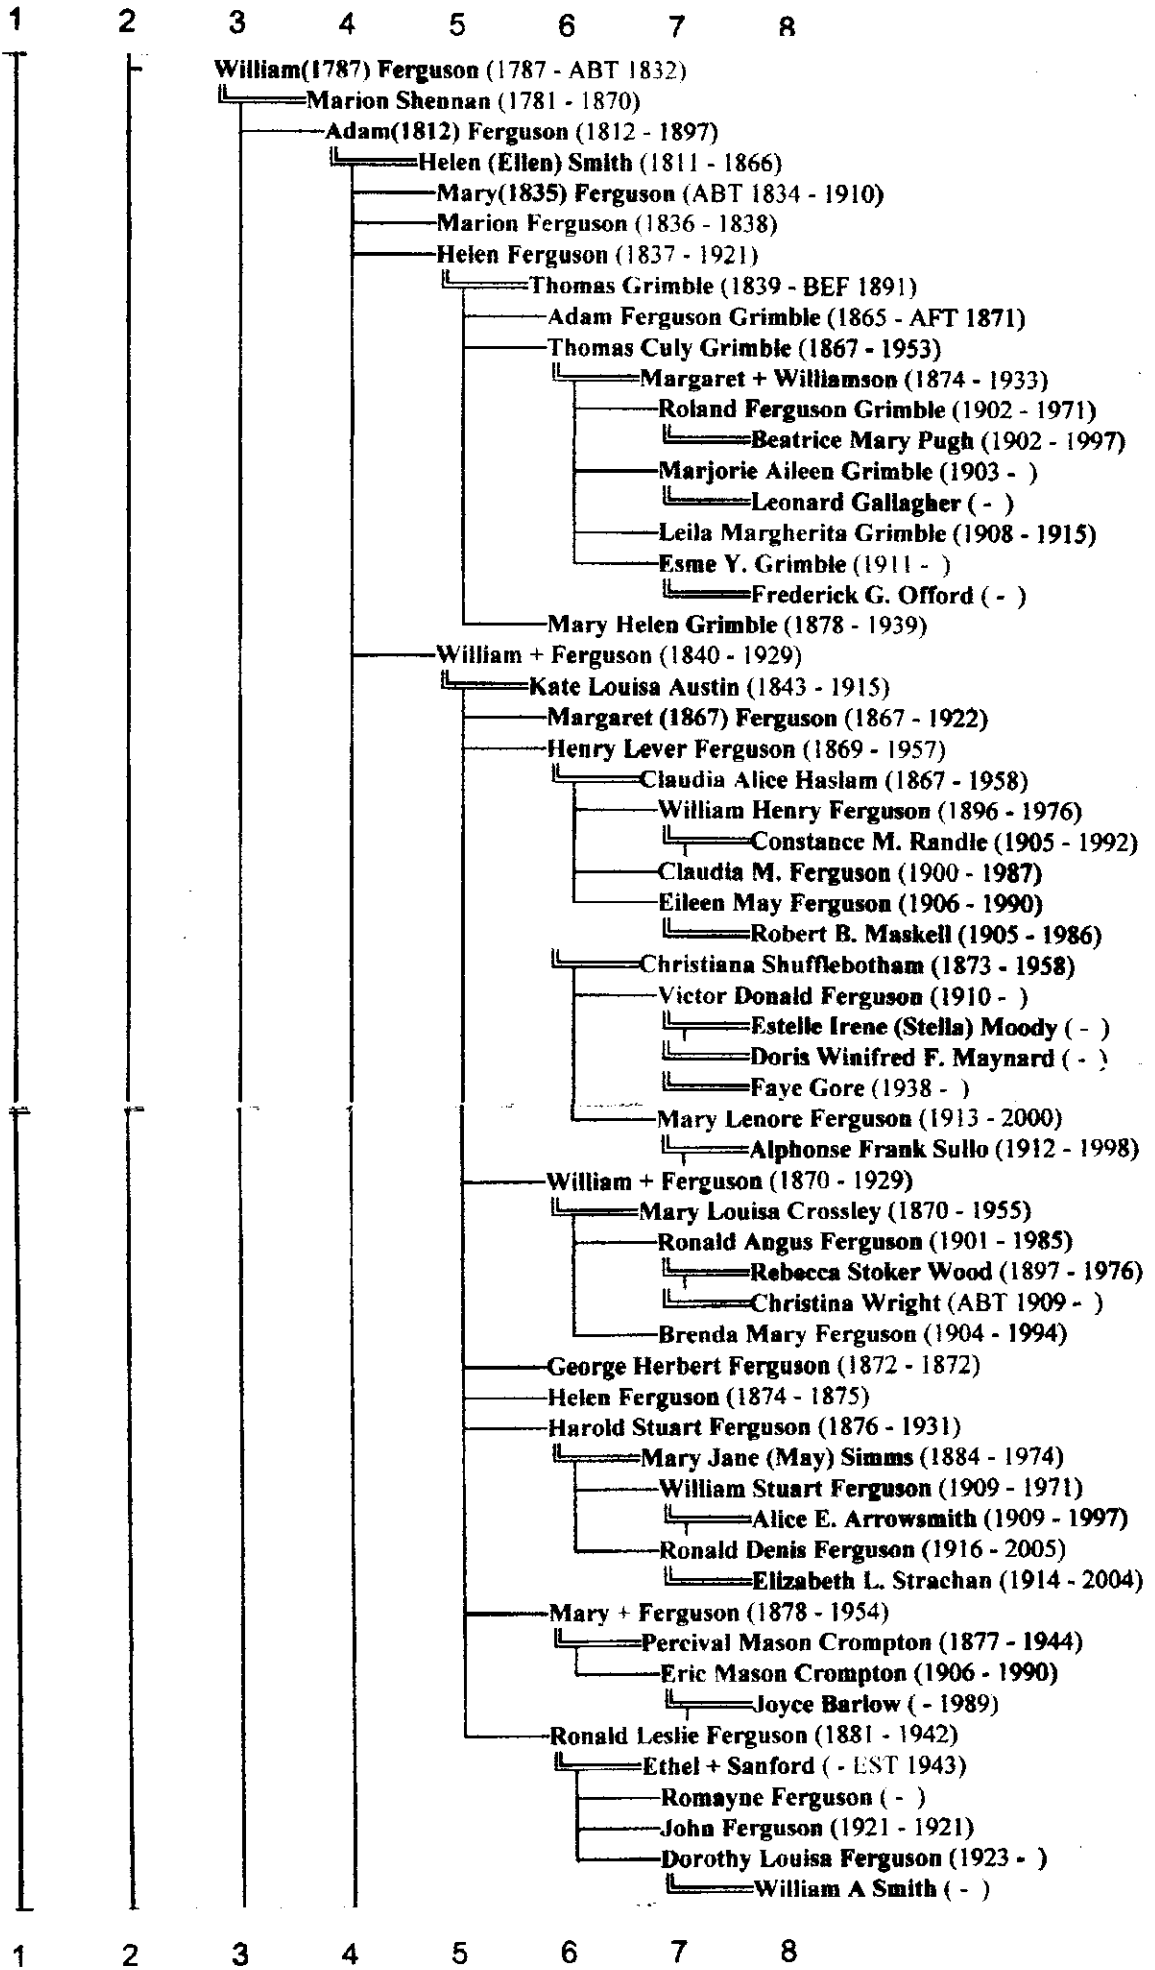 1 2 3 4 5 6 7 8
William(1787) Ferguson (1787 - ABT 1832)
Marion Shennan (1781 - 1870)
Adam(1812) Ferguson (1812 - 1897)
Helen (Ellen) Smith (1811 - 1866)
Mary(1835) Ferguson (ABT 1834 - 1910)
Marion Ferguson (1836 - 1838)
Helen Ferguson (1837 - 1921)
Thomas Grimble (1839 - BEF 1891)
Adam Ferguson Grimble (1865 - AFT 1871)
Thomas Culy Grimble (1867 - 1953)
Margaret + Williamson (1874 - 1933)
Roland Ferguson Grimble (1902 - 1971)
Beatrice Mary Pugh (1902 - 1997)
Marjorie Aileen Grimble (1903 - )
Leonard Gallagher ( - )
Leila Margherita Grimble (1908 - 1915)
Esme Y. Grimble (1911 - )
Frederick G. Offord ( - )
Mary Helen Grimble (1878 - 1939)
William + Ferguson (1840 - 1929)
Kate Louisa Austin (1843 - 1915)
Margaret (1867) Ferguson (1867 - 1922)
Henry Lever Ferguson (1869 - 1957)
Claudia Alice Haslam (1867 - 1958)
William Henry Ferguson (1896 - 1976)
Constance M. Randle (1905 - 1992)
Claudia M. Ferguson (1900 - 1987)
Eileen May Ferguson (1906 - 1990)
Robert B. Maskell (1905 - 1986)
Christiana Shufflebotham (1873 - 1958)
Victor Donald Ferguson (1910 - )
Estelle Irene (Stella) Moody ( - )
Doris Winifred F. Maynard ( - )
Faye Gore (1938 - )
Mary Lenore Ferguson (1913 - 2000)
Alphonse Frank Sullo (1912 - 1998)
William + Ferguson (1870 - 1929)
Mary Louisa Crossley (1870 - 1955)
Ronald Angus Ferguson (1901 - 1985)
Rebecca Stoker Wood (1897 - 1976)
Christina Wright (ABT 1909 - )
Brenda Mary Ferguson (1904 - 1994)
George Herbert Ferguson (1872 - 1872)
Helen Ferguson (1874 - 1875)
Harold Stuart Ferguson (1876 - 1931)
Mary Jane (May) Simms (1884 - 1974)
William Stuart Ferguson (1909 - 1971)
Alice E. Arrowsmith (1909 - 1997)
Ronald Denis Ferguson (1916 - 2005)
Elizabeth L. Strachan (1914 - 2004)
Mary + Ferguson (1878 - 1954)
Percival Mason Crompton (1877 - 1944)
Eric Mason Crompton (1906 - 1990)
Joyce Barlow ( - 1989)
Ronald Leslie Ferguson (1881 - 1942)
Ethel + Sanford ( - EST 1943)
Romayne Ferguson ( - )
John Ferguson (1921 - 1921)
Dorothy Louisa Ferguson (1923 - )
William A Smith ( - )
1 2 3 4 5 6 7 8